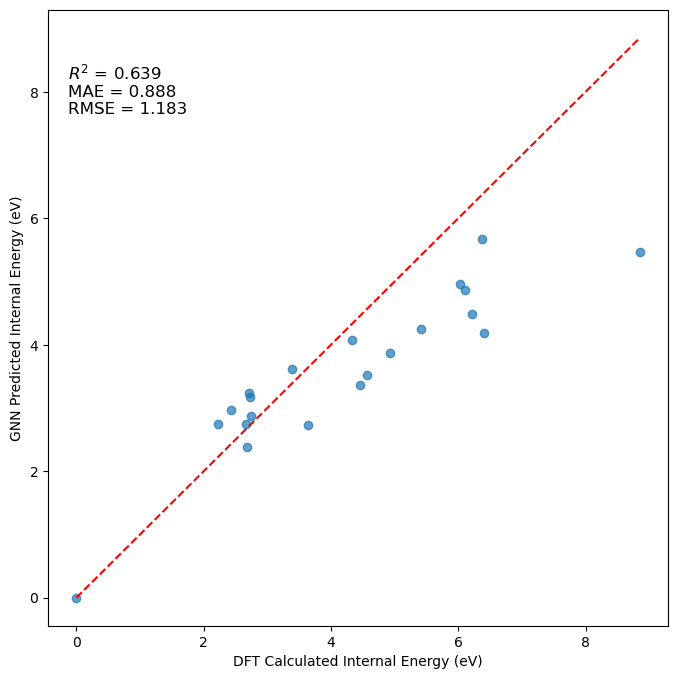 R² = 0.639
MAE = 0.888
RMSE = 1.183
GNN Predicted Internal Energy (eV)
8
6
4
2
0
0 2 4 6 8
DFT Calculated Internal Energy (eV)